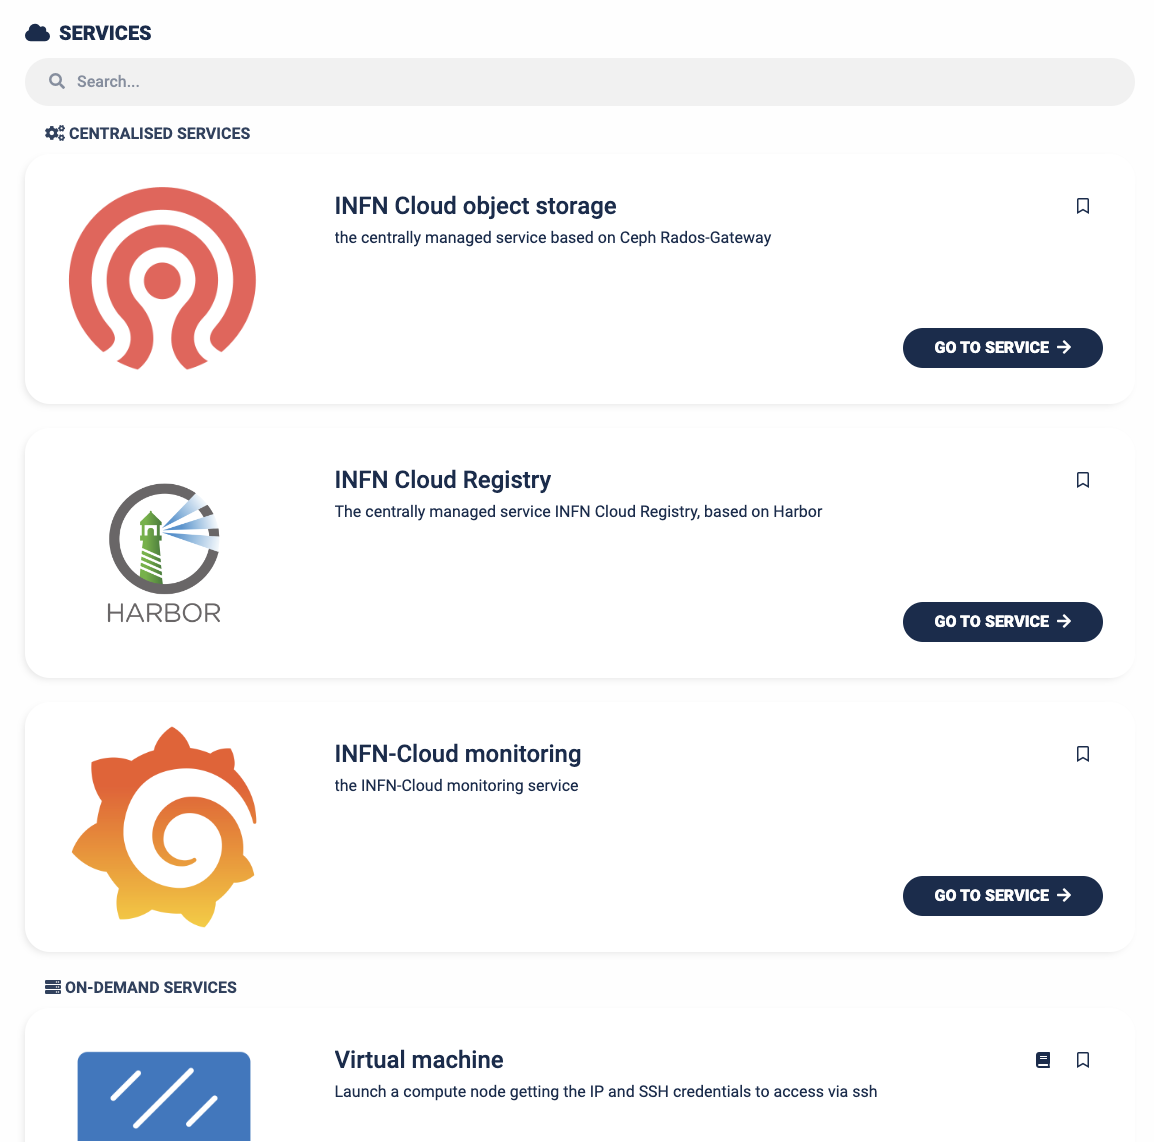 SERVICES
Search...
CENTRALISED SERVICES
INFN Cloud object storage
the centrally managed service based on Ceph Rados-Gateway
GO TO SERVICE
INFN Cloud Registry
The centrally managed service INFN Cloud Registry, based on Harbor
HARBOR
GO TO SERVICE
INFN-Cloud monitoring
the INFN-Cloud monitoring service
GO TO SERVICE
ON-DEMAND SERVICES
Virtual machine
Launch a compute node getting the IP and SSH credentials to access via ssh